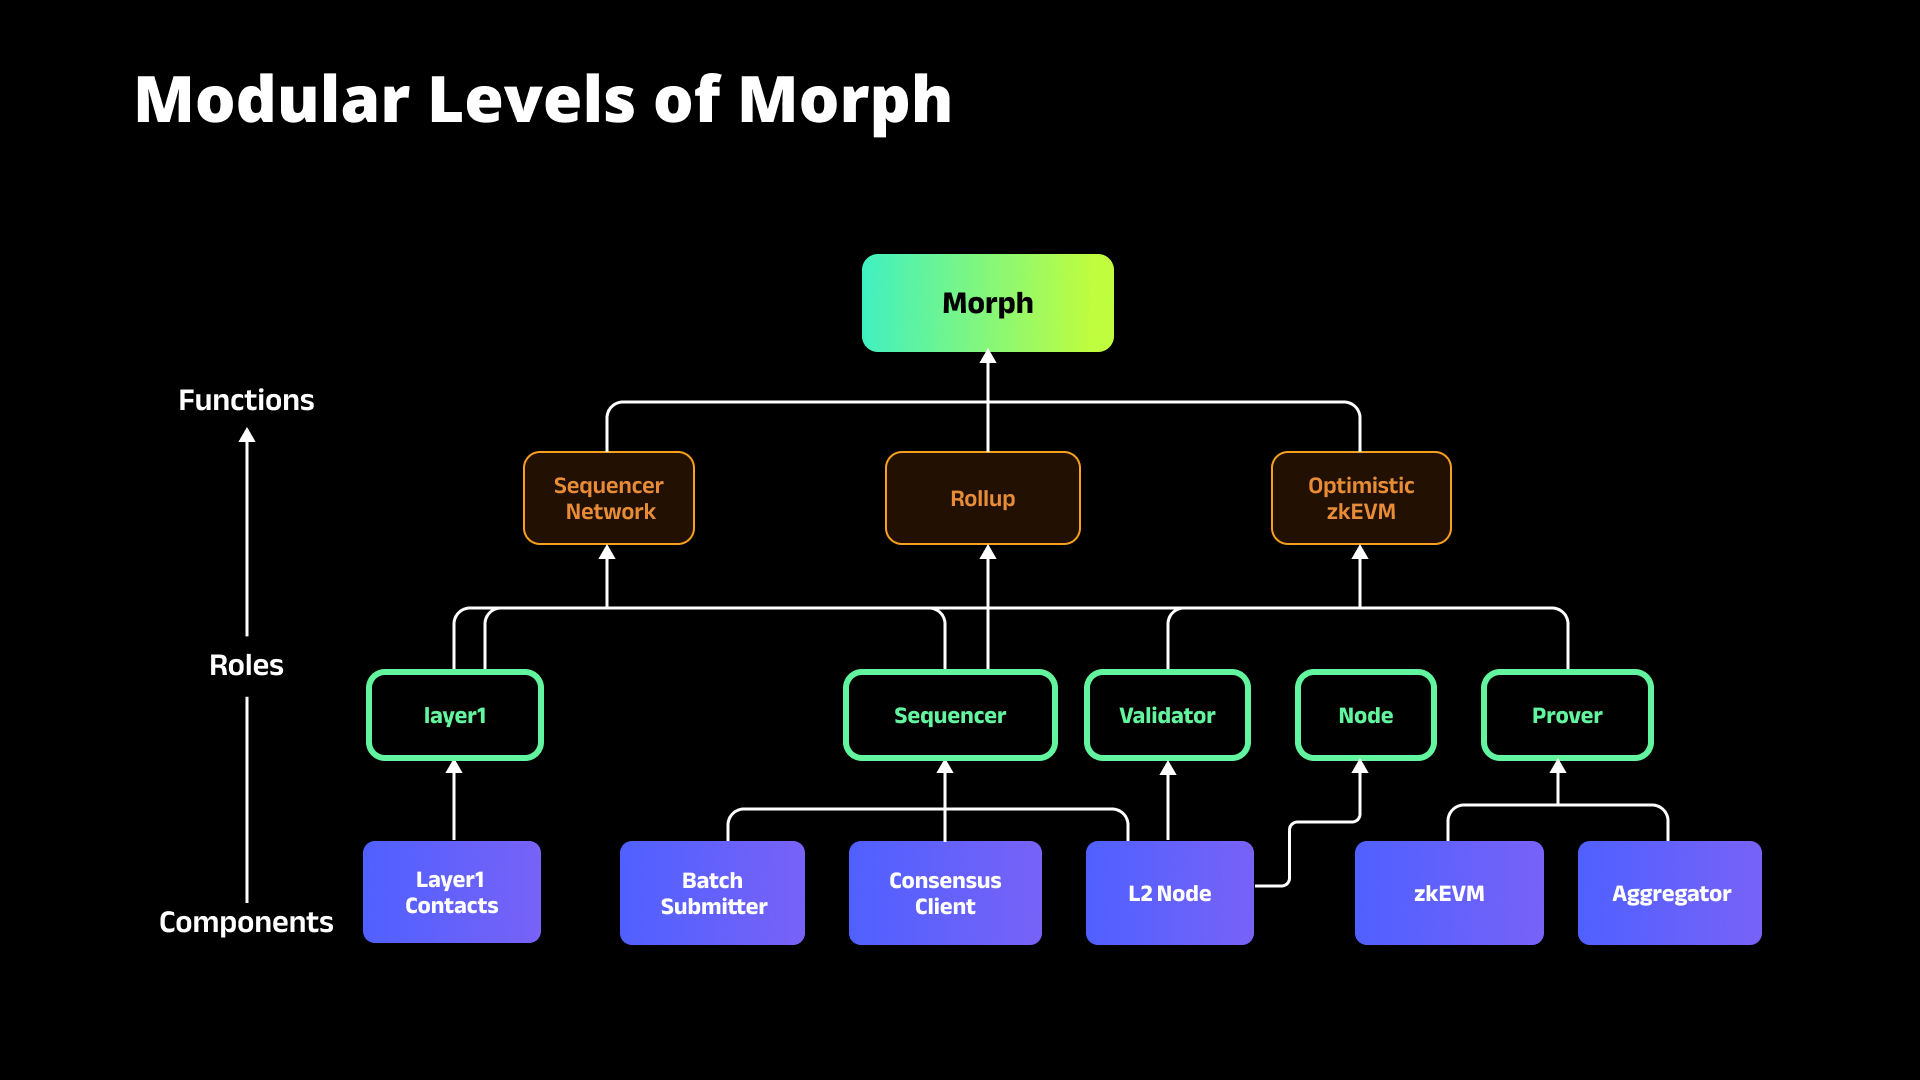 Modular Levels of Morph
Morph
Functions
Sequencer
Network
Rollup
Optimistic
zkEVM
Roles
layer1
Sequencer
Validator
Node
Prover
Components
Layer1
Contacts
Batch
Submitter
Consensus
Client
L2 Node
zkEVM
Aggregator